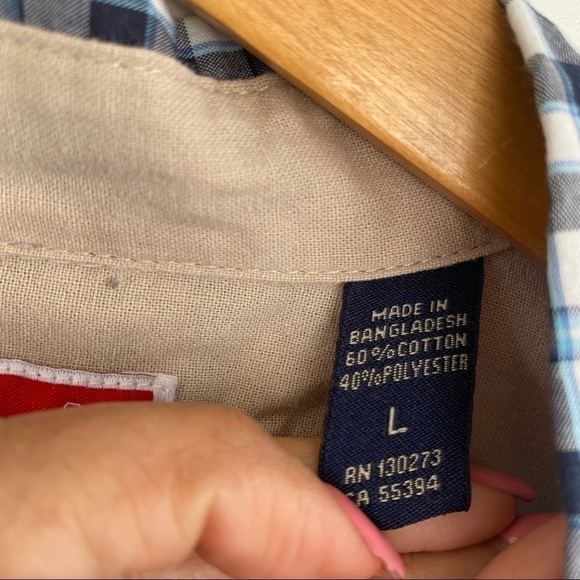 MADE IN
BANGLADESH
60%COTTON
40%POLYESTER
L
RN 130273
CA 55394